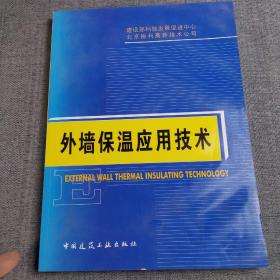 建设部科技发展促进中心
北京振利高新技术公司
外墙保温应用技术
EXTERNAL WALL THERMAL INSULATING TECHNOLOGY
E
中国建筑工业出版社